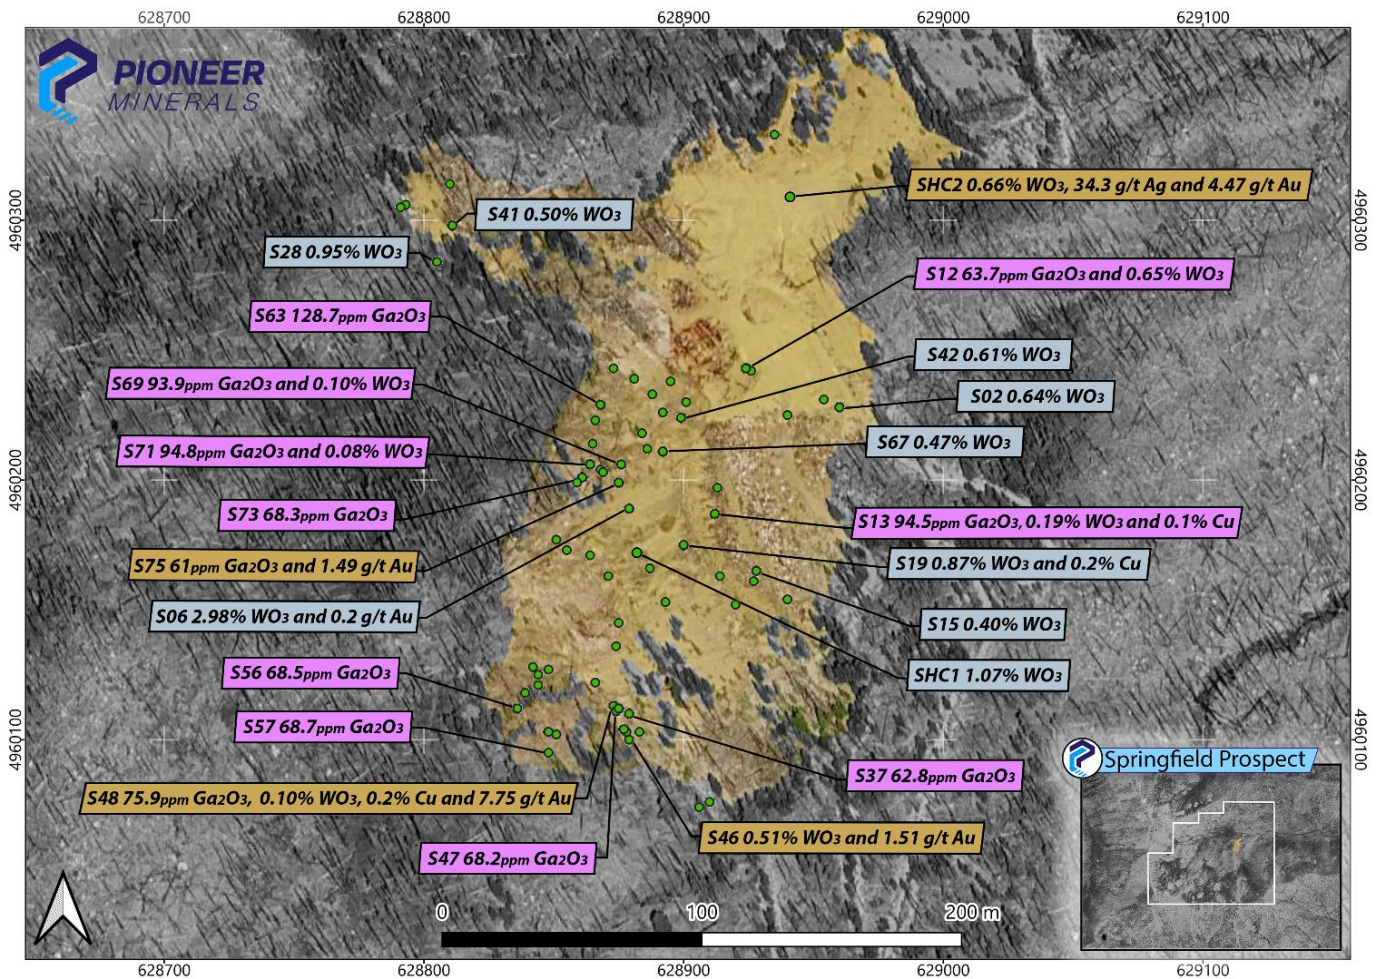 628700 628800 628900 629000 629100
PIONEER
MINERALS
SHC2 0.66% WO3, 34.3 g/t Ag and 4.47 g/t Au
4960300
4960300
S41 0.50% WO3
S28 0.95% WO3
S12 63.7ppm Ga2O3 and 0.65% WO3
S63 128.7ppm Ga2O3
S42 0.61% WO3
S69 93.9ppm Ga2O3 and 0.10% WO3
S02 0.64% WO3
S67 0.47% WO3
S71 94.8ppm Ga2O3 and 0.08% WO3
4960200
4960200
S73 68.3ppm Ga2O3
S13 94.5ppm Ga2O3, 0.19% WO3 and 0.1% Cu
S75 61ppm Ga2O3 and 1.49 g/t Au
S19 0.87% WO3 and 0.2% Cu
S06 2.98% WO3 and 0.2 g/t Au
S15 0.40% WO3
S56 68.5ppm Ga2O3
SHC1 1.07% WO3
S57 68.7ppm Ga2O3
4960100
4960100
Springfield Prospect
S37 62.8ppm Ga2O3
S48 75.9ppm Ga2O3, 0.10% WO3, 0.2% Cu and 7.75 g/t Au
S46 0.51% WO3 and 1.51 g/t Au
S47 68.2ppm Ga2O3
0 100 200 m
628700 628800 628900 629000 629100